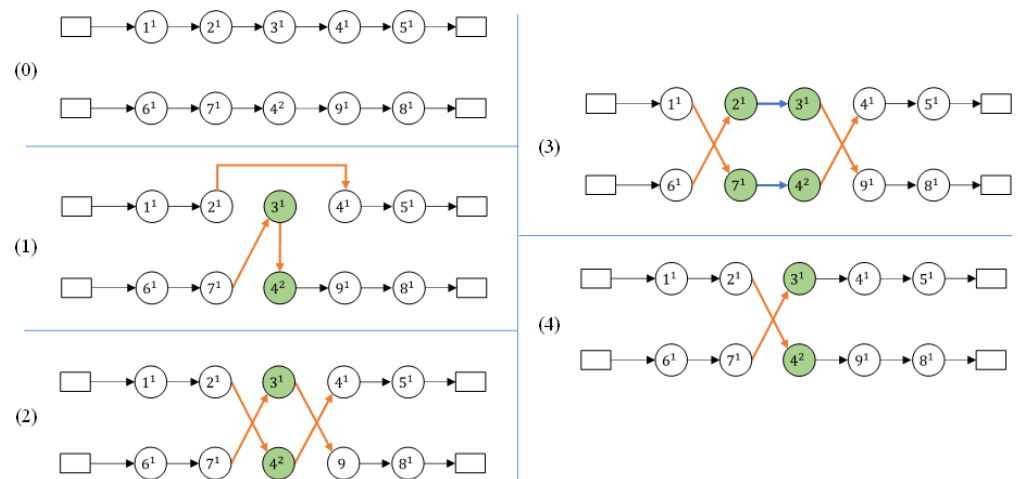 (0)
1¹ 2¹ 3¹ 4¹ 5¹
6¹ 7¹ 4² 9¹ 8¹
(1)
1¹ 2¹ 3¹ 4¹ 5¹
6¹ 7¹ 4² 9¹ 8¹
(2)
1¹ 2¹ 3¹ 4¹ 5¹
6¹ 7¹ 4² 9 8¹
(3)
1¹ 2¹ 3¹ 4¹ 5¹
6¹ 7¹ 4² 9¹ 8¹
(4)
1¹ 2¹ 3¹ 4¹ 5¹
6¹ 7¹ 4² 9¹ 8¹